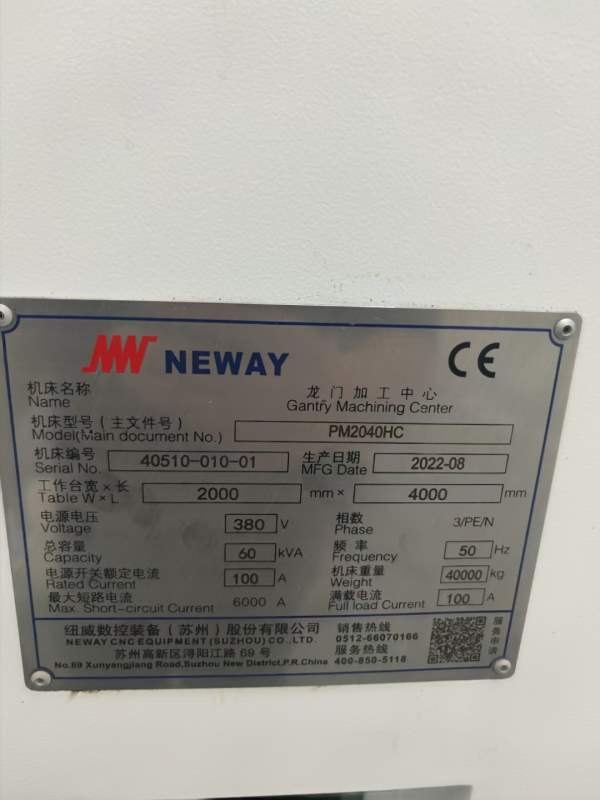 NEWAY CE
机床名称 龙门加工中心
Name Gantry Machining Center
机床型号(主文件号)
Model(Main document No.) PM2040HC
机床编号 生产日期
Serial No. 40510-010-01 MFG Date 2022-08
工作台宽×长
Table W×L 2000 mm× 4000 mm
电源电压 相数
Voltage 380 V Phase 3/PE/N
总容量 频率
Capacity 60 kVA Frequency 50 Hz
电源开关额定电流 机床重量
Rated Current 100 A Weight 40000 kg
最大短路电流 满载电流
Max. Short-circuit Current 6000 A Full load Current 100 A
纽威数控装备(苏州)股份有限公司 销售热线
NEWAY CNC EQUIPMENT (SUZHOU) CO.,LTD. 0512-66070166
苏州高新区浔阳江路 69 号 服务热线
No.69 Xunyangjiang Road,Suzhou New District,P.R.China 400-850-5118
服务申请